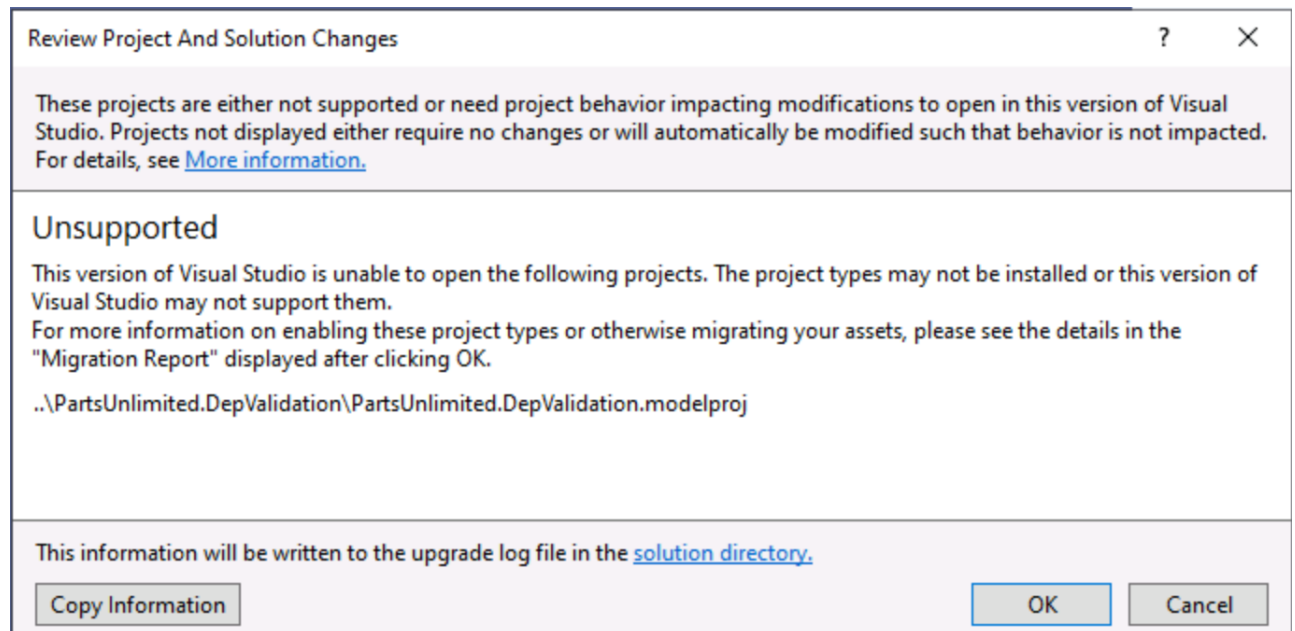 Review Project And Solution Changes ? ×
These projects are either not supported or need project behavior impacting modifications to open in this version of Visual
Studio. Projects not displayed either require no changes or will automatically be modified such that behavior is not impacted.
For details, see More information.
Unsupported
This version of Visual Studio is unable to open the following projects. The project types may not be installed or this version of
Visual Studio may not support them.
For more information on enabling these project types or otherwise migrating your assets, please see the details in the
"Migration Report" displayed after clicking OK.
..\PartsUnlimited.DepValidation\PartsUnlimited.DepValidation.modelproj
This information will be written to the upgrade log file in the solution directory.
Copy Information OK Cancel